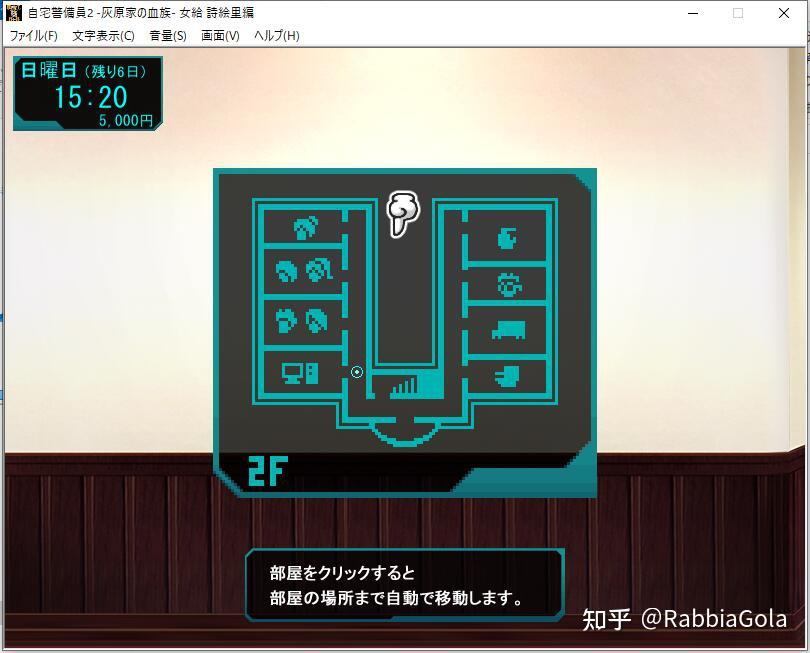 自宅警備員2 -灰原家の血族- 女給 詩絵里編
ファイル(F) 文字表示(C) 音量(S) 画面(V) ヘルプ(H)
日曜日(残り6日)
15:20
5,000円
2F
部屋をクリックすると
部屋の場所まで自動で移動します。
知乎 @RabbiaGola